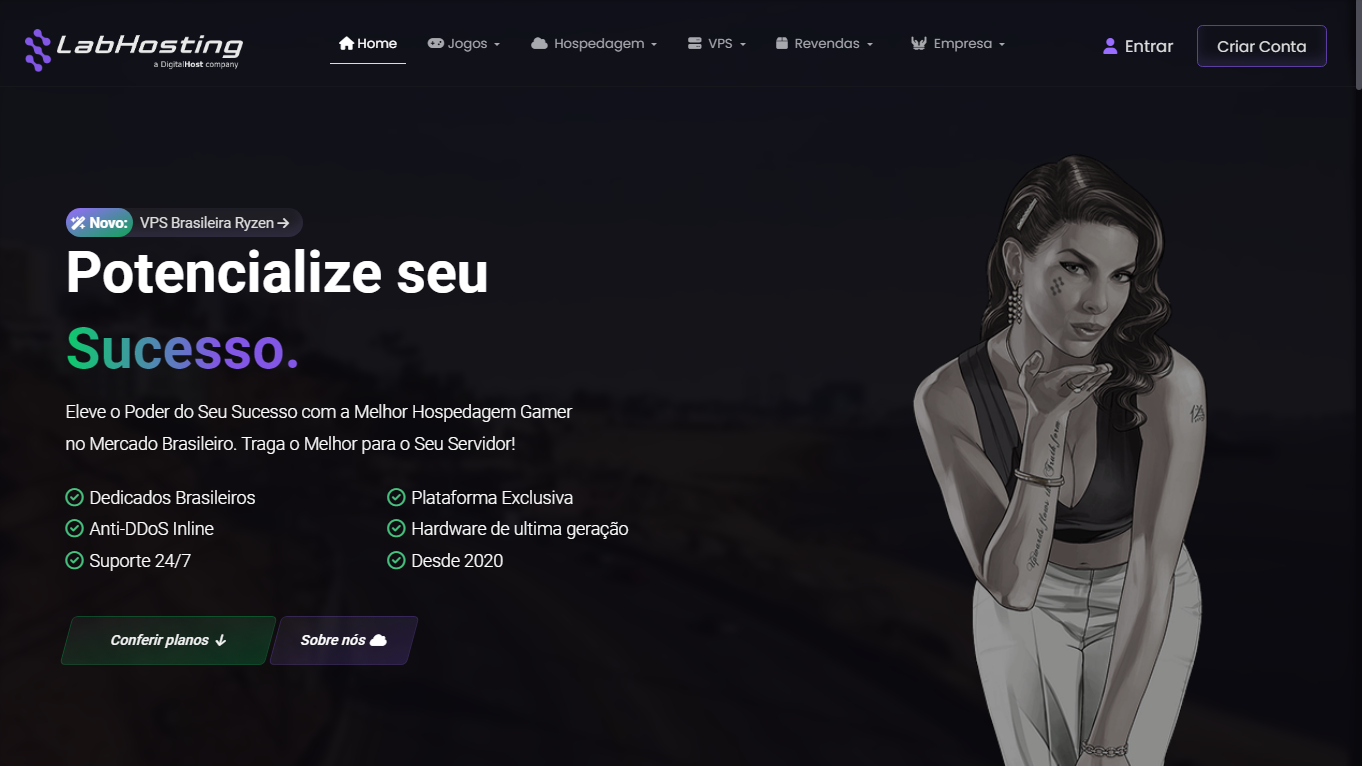 LabHosting
a DigitalHost company
Home
Jogos
Hospedagem
VPS
Revendas
Empresa
Entrar
Criar Conta
Novo: VPS Brasileira Ryzen →
Potencialize seu
Sucesso.
Eleve o Poder do Seu Sucesso com a Melhor Hospedagem Gamer
no Mercado Brasileiro. Traga o Melhor para o Seu Servidor!
Dedicados Brasileiros
Plataforma Exclusiva
Anti-DDoS Inline
Hardware de ultima geração
Suporte 24/7
Desde 2020
Conferir planos ↓
Sobre nós
偽